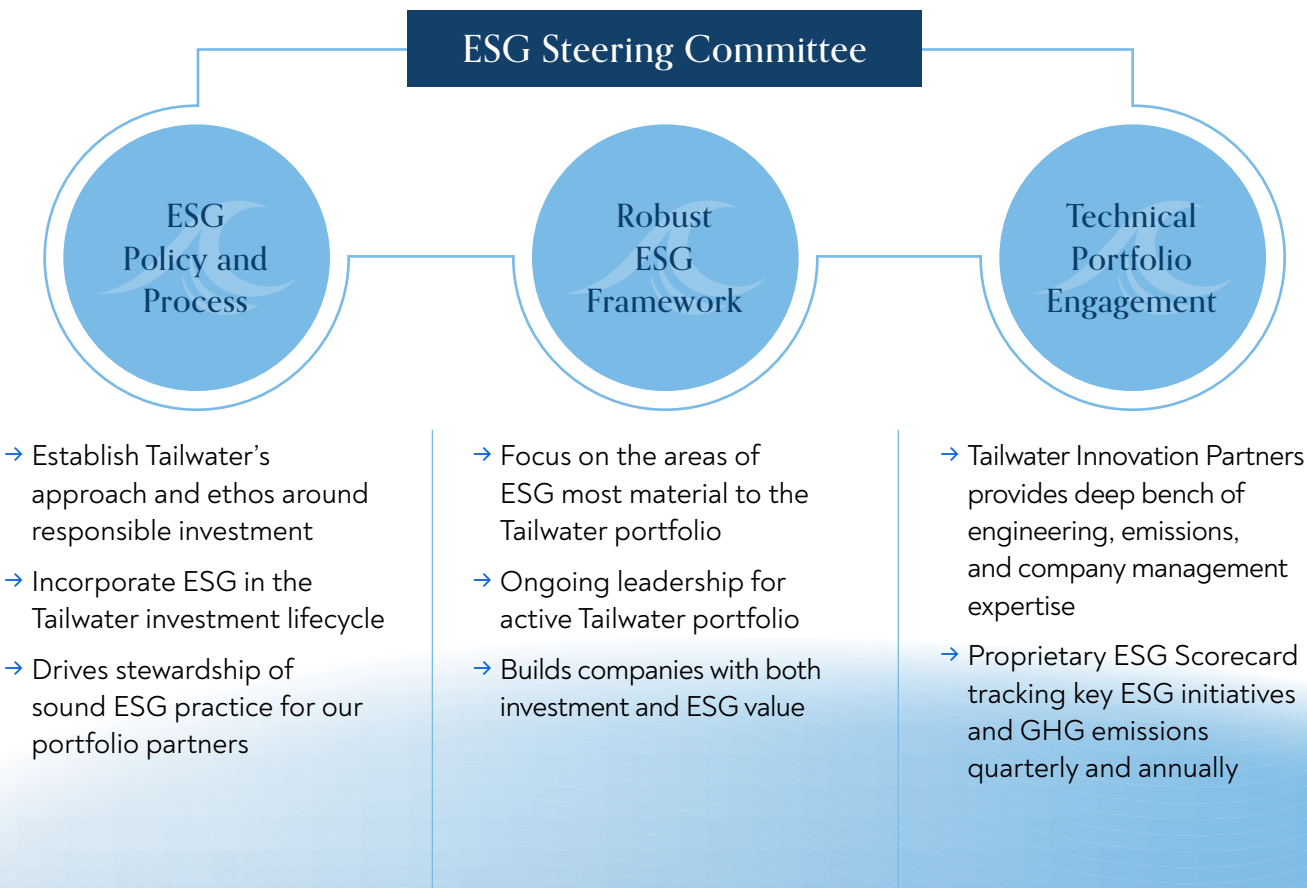 ESG Steering Committee
ESG
Policy and
Process
Robust
ESG
Framework
Technical
Portfolio
Engagement
→ Establish Tailwater's
approach and ethos around
responsible investment
→ Incorporate ESG in the
Tailwater investment lifecycle
→ Drives stewardship of
sound ESG practice for our
portfolio partners
→ Focus on the areas of
ESG most material to the
Tailwater portfolio
→ Ongoing leadership for
active Tailwater portfolio
→ Builds companies with both
investment and ESG value
→ Tailwater Innovation Partners
provides deep bench of
engineering, emissions,
and company management
expertise
→ Proprietary ESG Scorecard
tracking key ESG initiatives
and GHG emissions
quarterly and annually